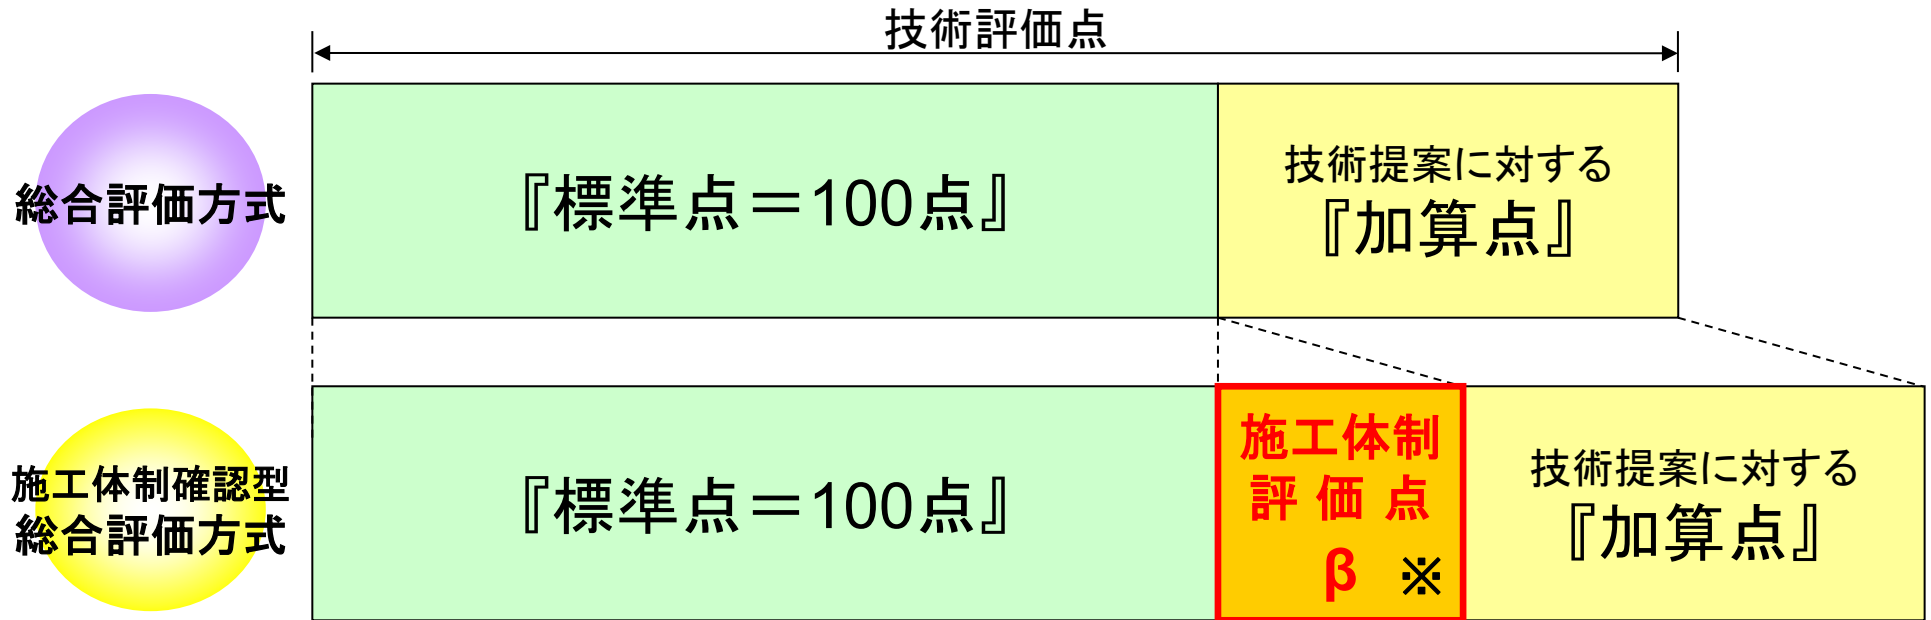 技術評価点
総合評価方式
『標準点＝100点』
技術提案に対する
『加算点』
施工体制確認型
総合評価方式
『標準点＝100点』
施工体制
評価点
β ※
技術提案に対する
『加算点』